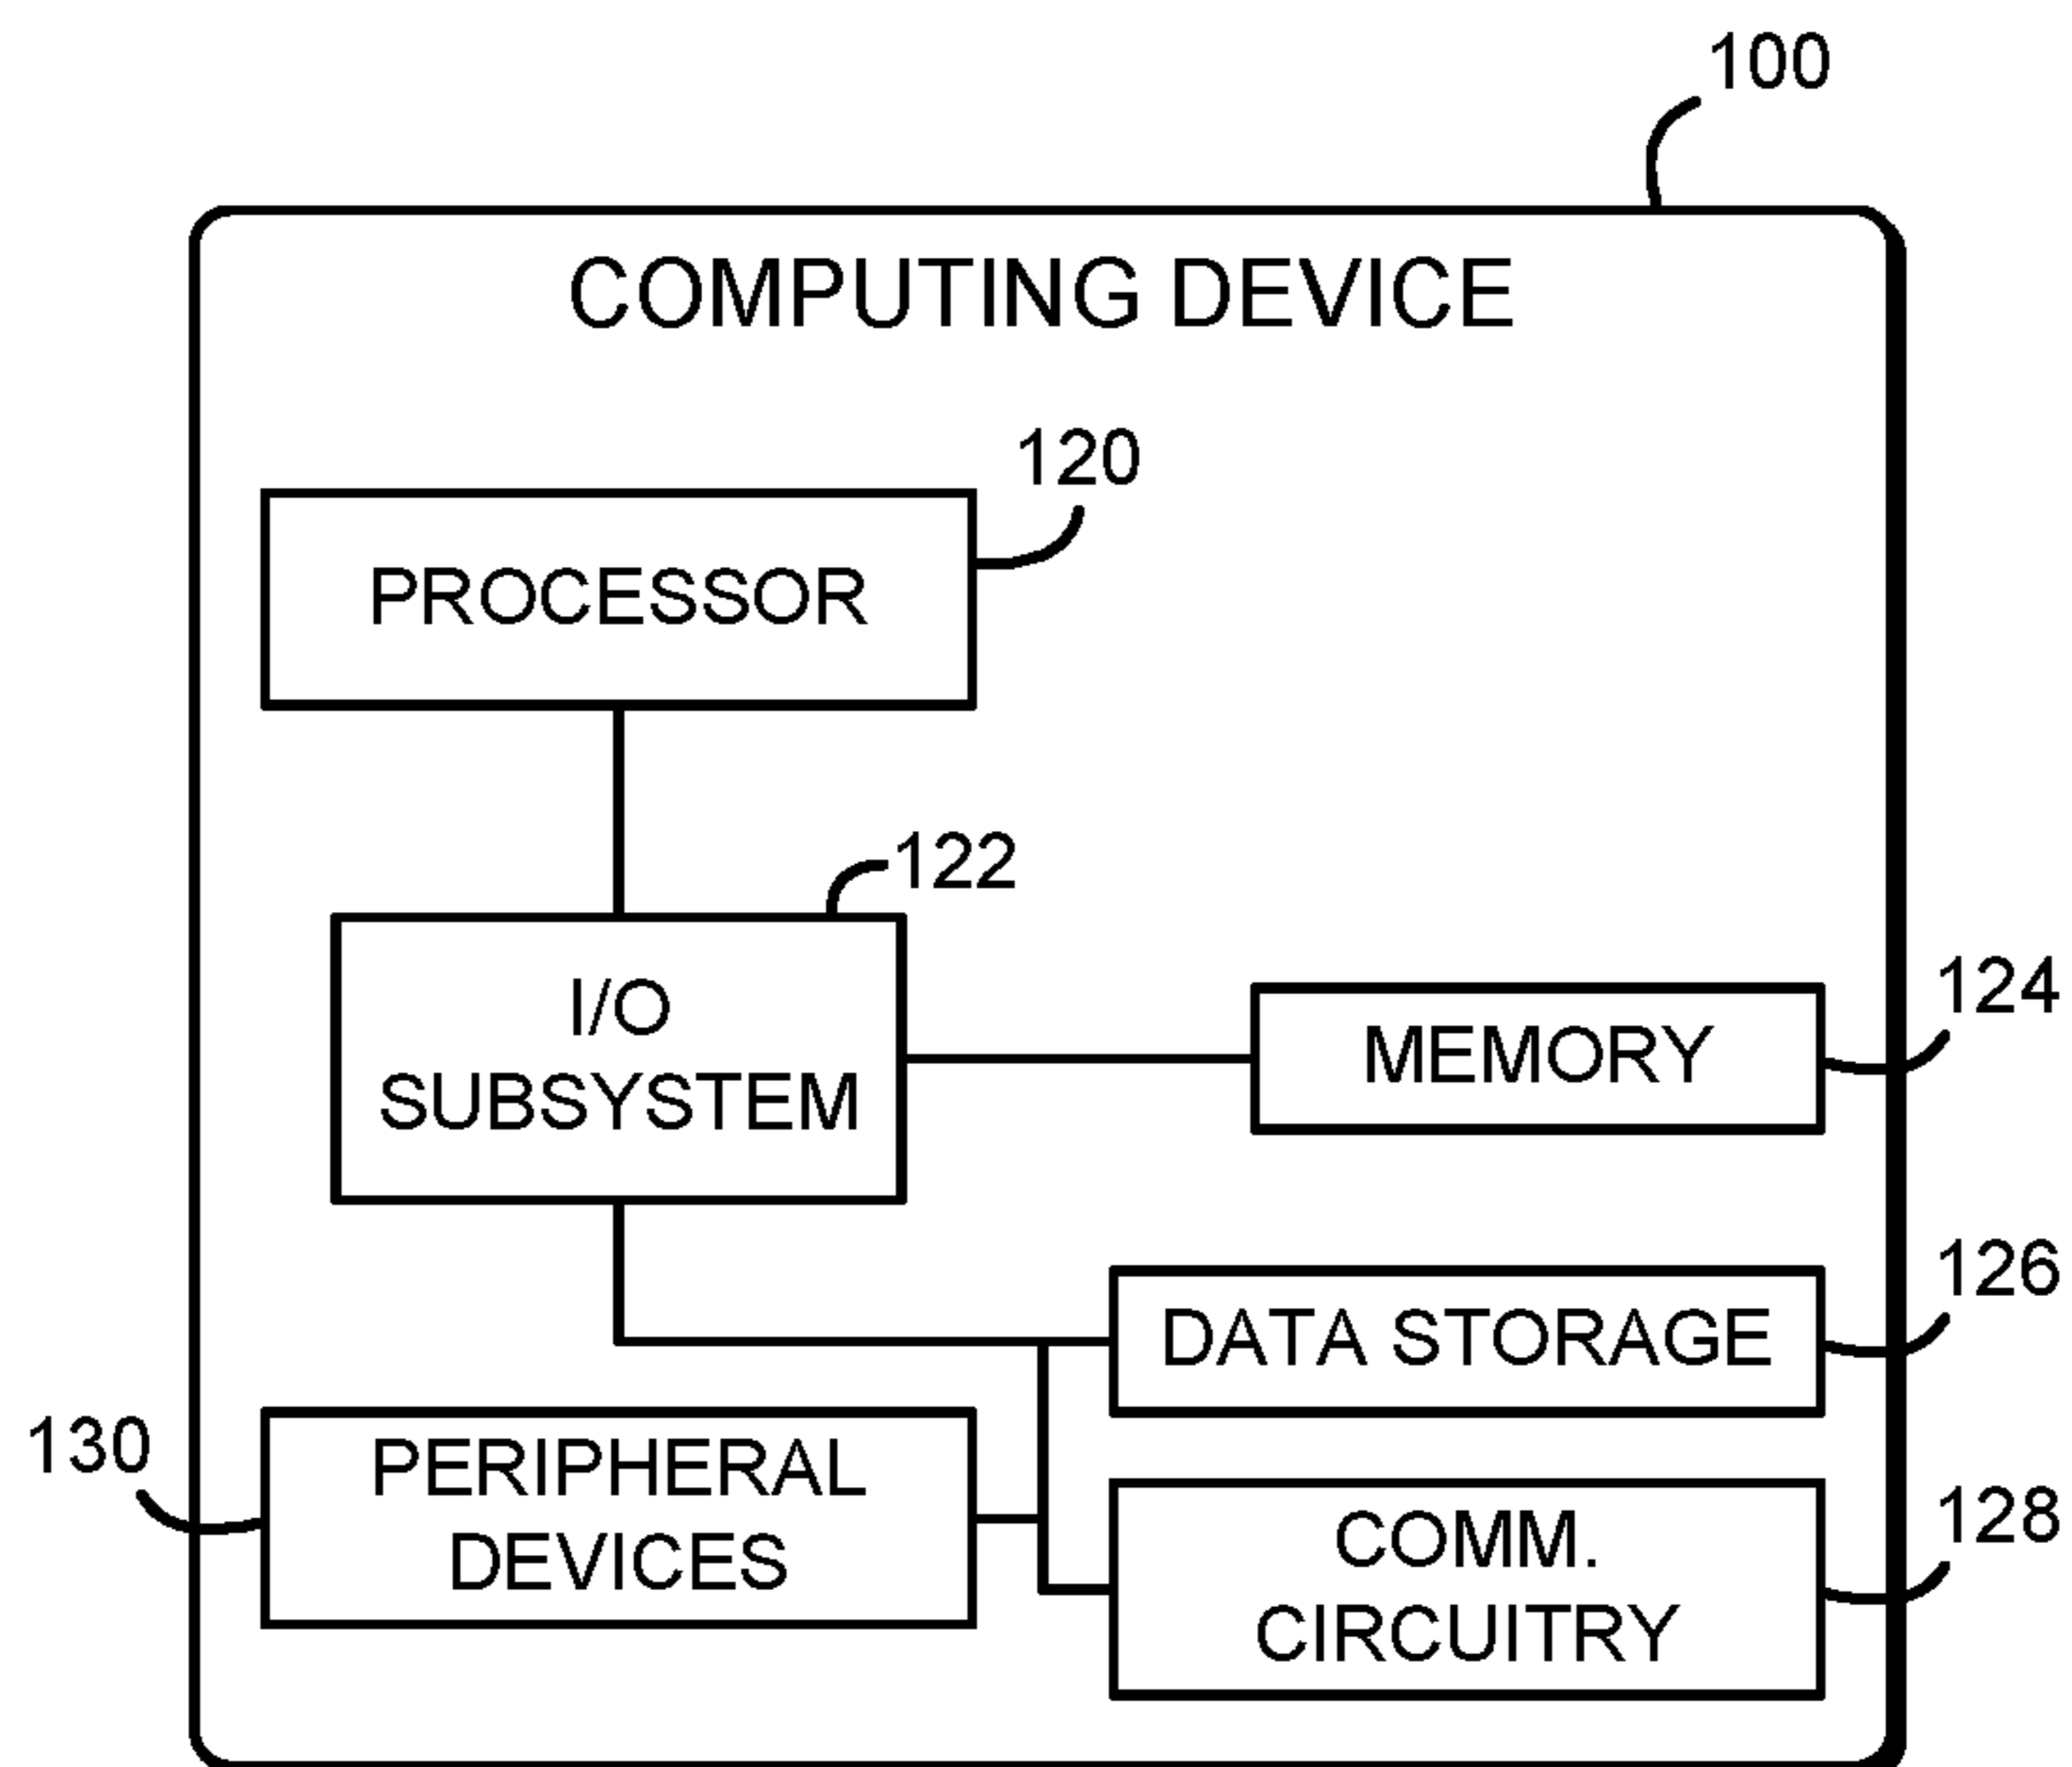 100
COMPUTING DEVICE
120
PROCESSOR
122
I/O
SUBSYSTEM
124
MEMORY
126
DATA STORAGE
130
PERIPHERAL
DEVICES
128
COMM.
CIRCUITRY